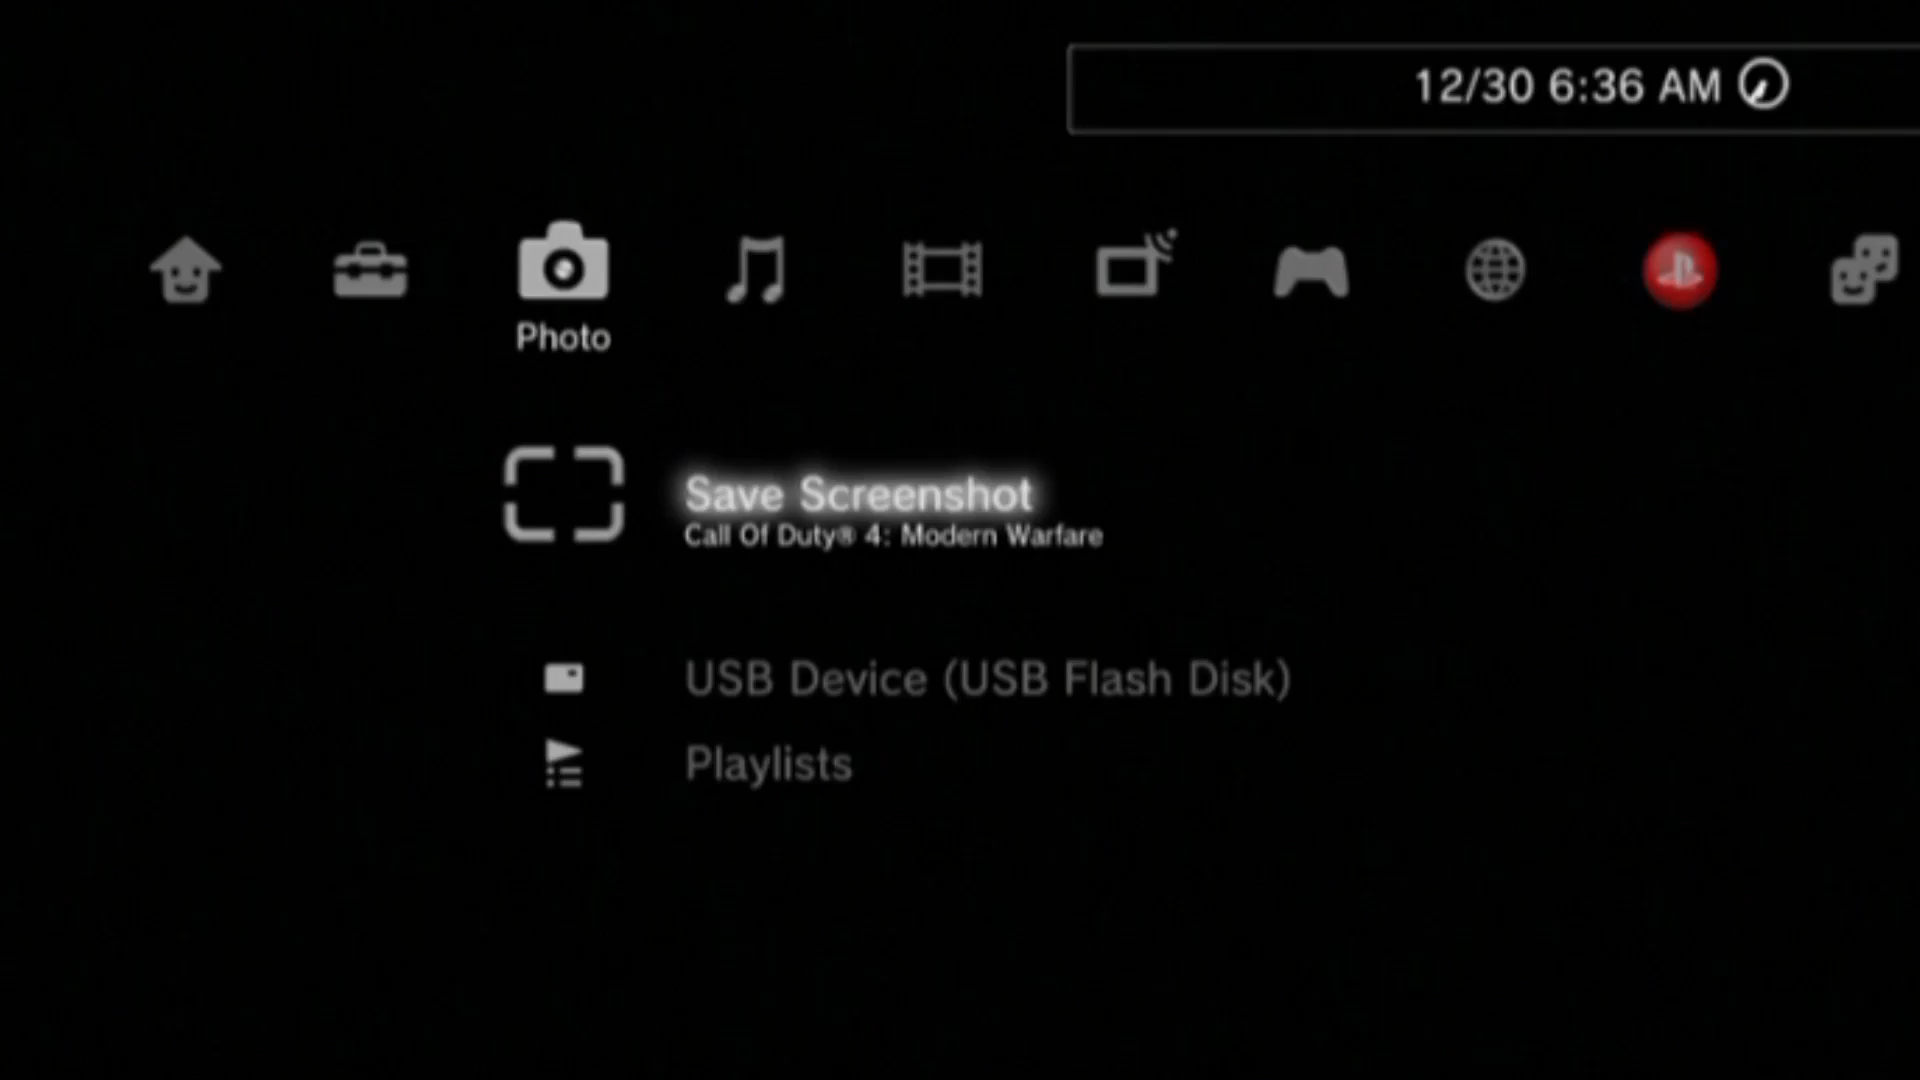 12/30 6:36 AM
Photo
Save Screenshot
Call Of Duty® 4: Modern Warfare
USB Device (USB Flash Disk)
Playlists